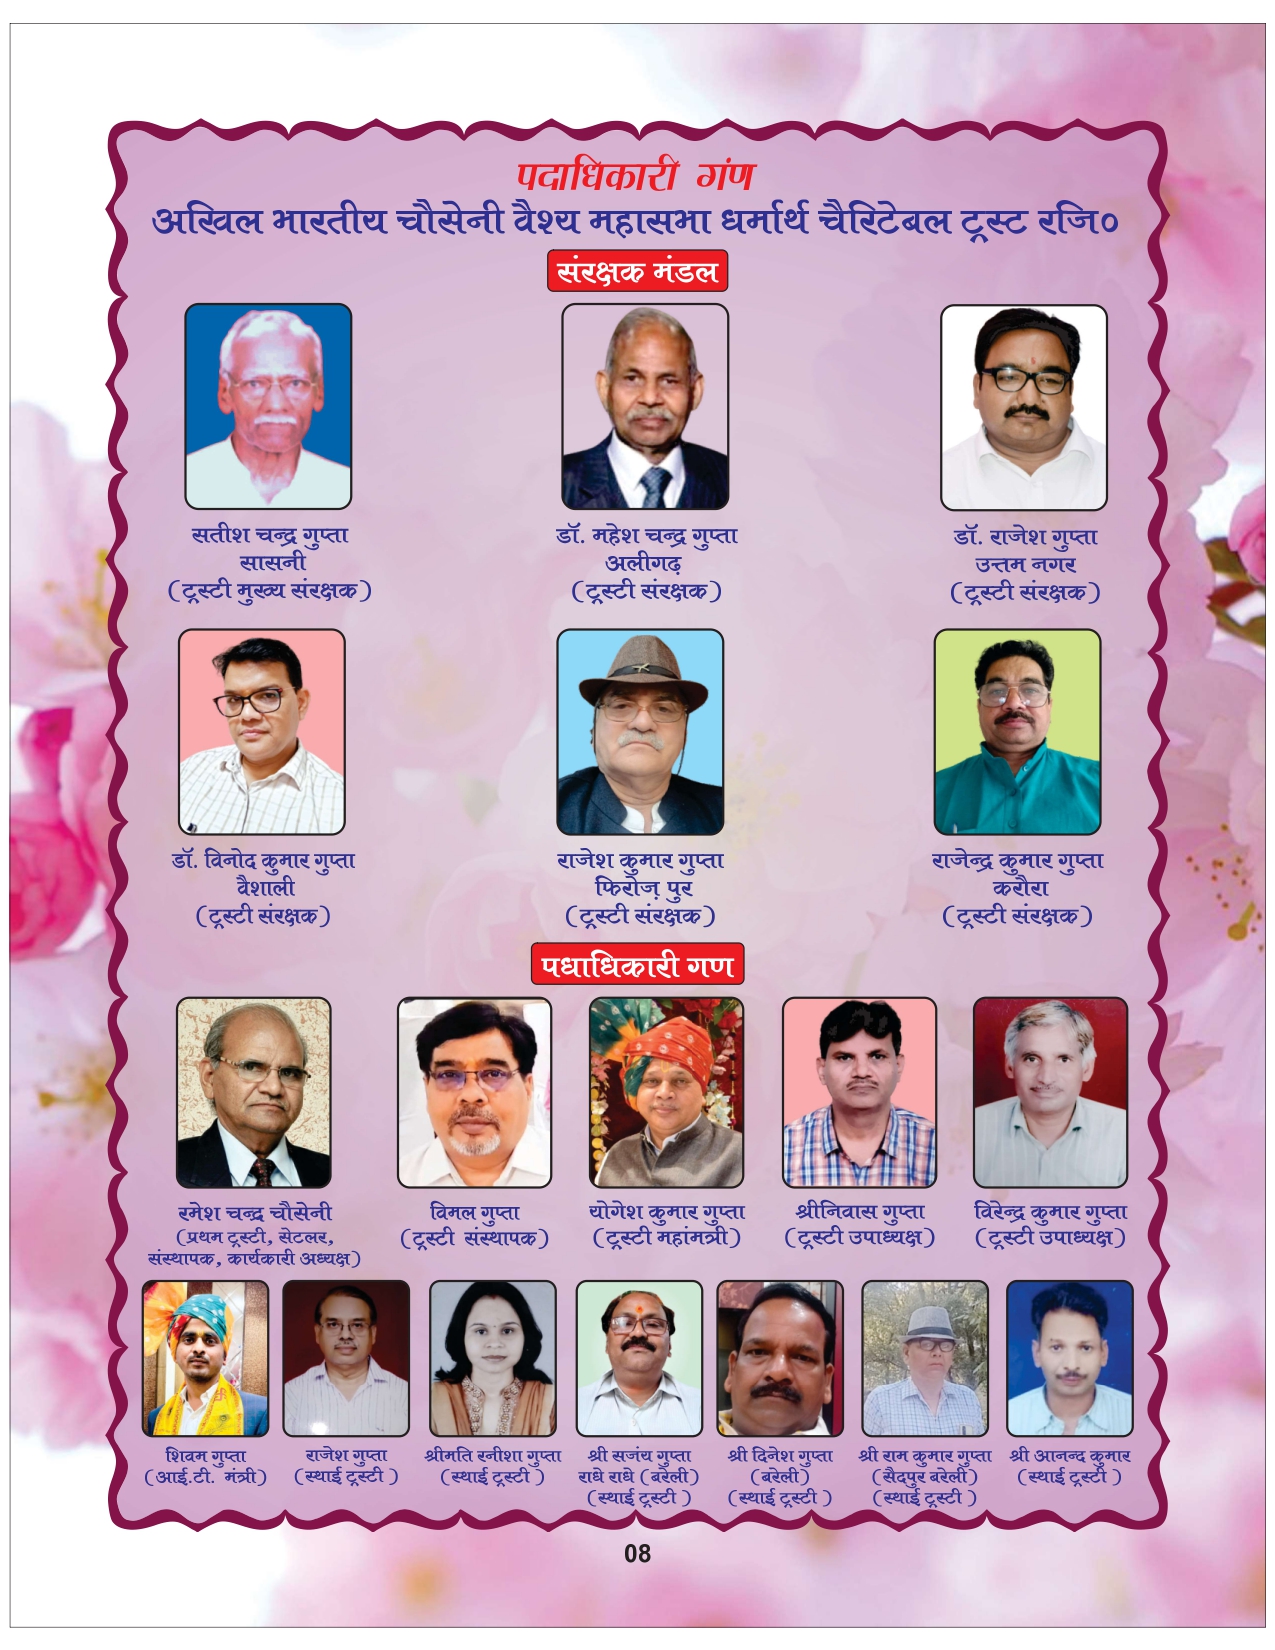 पदाधिकारी गंण
अखिल भारतीय चौसेनी वैश्य महासभा धर्मार्थ चैरिटेबल ट्रस्ट रजि०
संरक्षक मंडल
सतीश चन्द्र गुप्ता
सासनी
(ट्रस्टी मुख्य संरक्षक)
डॉ. महेश चन्द्र गुप्ता
अलीगढ़
(ट्रस्टी संरक्षक)
डॉ. राजेश गुप्ता
उत्तम नगर
(ट्रस्टी संरक्षक)
डॉ. विनोद कुमार गुप्ता
वैशाली
(ट्रस्टी संरक्षक)
राजेश कुमार गुप्ता
फिरोज़ पुर
(ट्रस्टी संरक्षक)
राजेन्द्र कुमार गुप्ता
करौरा
(ट्रस्टी संरक्षक)
पधाधिकारी गण
रमेश चन्द्र चौसेनी
(प्रथम ट्रस्टी, सेटलर,
संस्थापक, कार्यकारी अध्यक्ष)
विमल गुप्ता
(ट्रस्टी संस्थापक)
योगेश कुमार गुप्ता
(ट्रस्टी महांमत्री)
श्रीनिवास गुप्ता
(ट्रस्टी उपाध्यक्ष)
विरेन्द्र कुमार गुप्ता
(ट्रस्टी उपाध्यक्ष)
शिवम गुप्ता
(आई.टी. मंत्री)
राजेश गुप्ता
(स्थाई ट्रस्टी )
श्रीमति रनीशा गुप्ता
(स्थाई ट्रस्टी )
श्री सजंय गुप्ता
राधे राधे (बरेली)
(स्थाई ट्रस्टी )
श्री दिनेश गुप्ता
(बरेली)
(स्थाई ट्रस्टी )
श्री राम कुमार गुप्ता
(सैदपुर बरेली)
(स्थाई ट्रस्टी )
श्री आनन्द कुमार
(स्थाई ट्रस्टी )
08